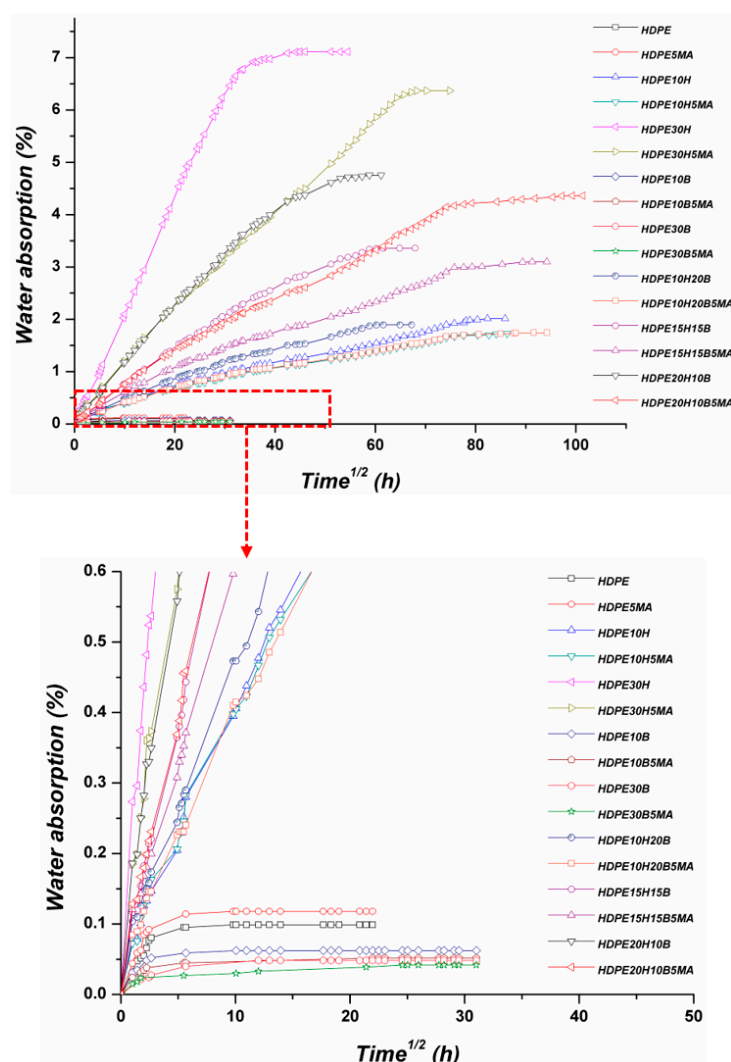 7
6
5
4
3
2
1
0
Water absorption (%)
0 20 40 60 80 100
Time1/2 (h)
HDPE
HDPE5MA
HDPE10H
HDPE10H5MA
HDPE30H
HDPE30H5MA
HDPE10B
HDPE10B5MA
HDPE30B
HDPE30B5MA
HDPE10H20B
HDPE10H20B5MA
HDPE15H15B
HDPE15H15B5MA
HDPE20H10B
HDPE20H10B5MA
0.6
0.5
0.4
0.3
0.2
0.1
0.0
Water absorption (%)
0 10 20 30 40 50
Time1/2 (h)
HDPE
HDPE5MA
HDPE10H
HDPE10H5MA
HDPE30H
HDPE30H5MA
HDPE10B
HDPE10B5MA
HDPE30B
HDPE30B5MA
HDPE10H20B
HDPE10H20B5MA
HDPE15H15B
HDPE15H15B5MA
HDPE20H10B
HDPE20H10B5MA